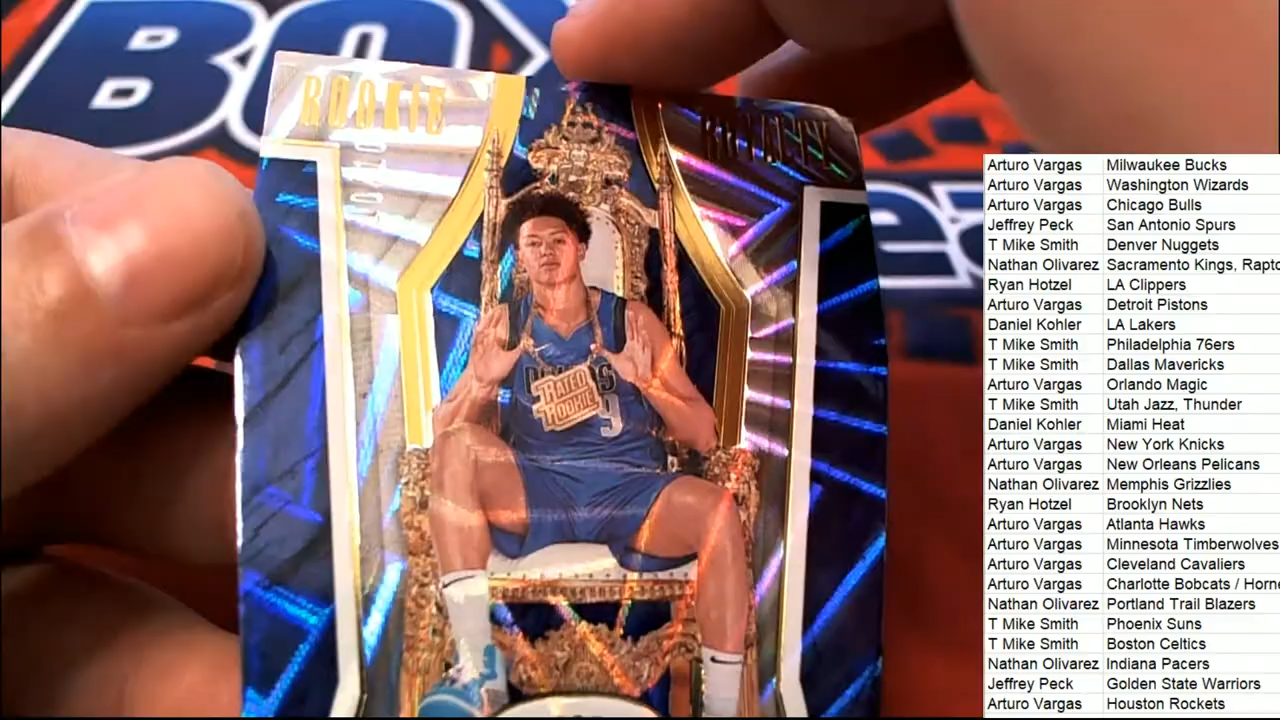 BO
ROOKIE
ROYALTY
RATED
ROOKIE
9
Arturo Vargas Milwaukee Bucks
Arturo Vargas Washington Wizards
Arturo Vargas Chicago Bulls
Jeffrey Peck San Antonio Spurs
T Mike Smith Denver Nuggets
Nathan Olivarez Sacramento Kings, Rapto
Ryan Hotzel LA Clippers
Arturo Vargas Detroit Pistons
Daniel Kohler LA Lakers
T Mike Smith Philadelphia 76ers
T Mike Smith Dallas Mavericks
Arturo Vargas Orlando Magic
T Mike Smith Utah Jazz, Thunder
Daniel Kohler Miami Heat
Arturo Vargas New York Knicks
Arturo Vargas New Orleans Pelicans
Nathan Olivarez Memphis Grizzlies
Ryan Hotzel Brooklyn Nets
Arturo Vargas Atlanta Hawks
Arturo Vargas Minnesota Timberwolves
Arturo Vargas Cleveland Cavaliers
Arturo Vargas Charlotte Bobcats / Horn
Nathan Olivarez Portland Trail Blazers
T Mike Smith Phoenix Suns
T Mike Smith Boston Celtics
Nathan Olivarez Indiana Pacers
Jeffrey Peck Golden State Warriors
Arturo Vargas Houston Rockets